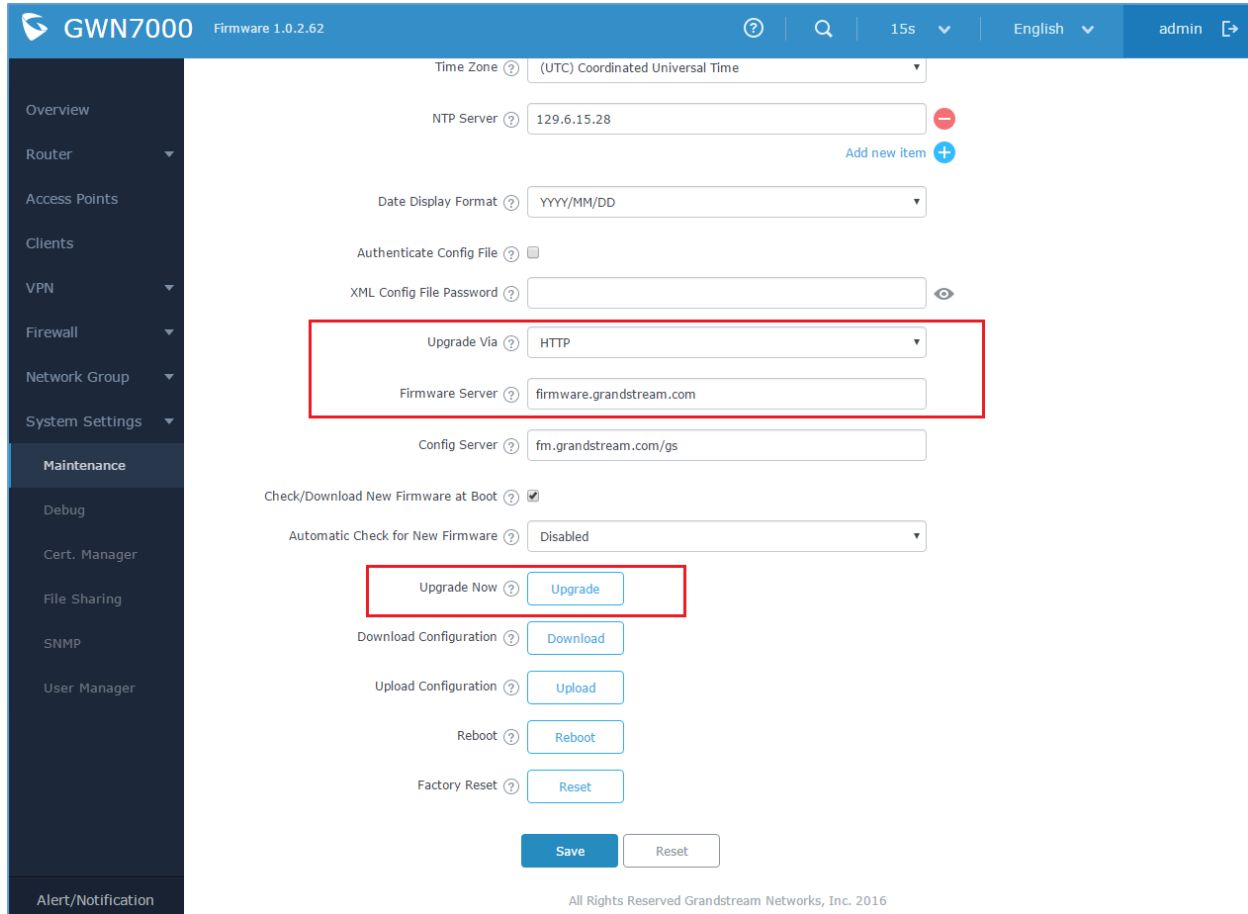 GWN7000 Firmware 1.0.2.62 15s English admin
Overview
Router
Access Points
Clients
VPN
Firewall
Network Group
System Settings
Maintenance
Debug
Cert. Manager
File Sharing
SNMP
User Manager
Alert/Notification
Time Zone ? (UTC) Coordinated Universal Time
NTP Server ? 129.6.15.28
Add new item
Date Display Format ? YYYY/MM/DD
Authenticate Config File ?
XML Config File Password ?
Upgrade Via ? HTTP
Firmware Server ? firmware.grandstream.com
Config Server ? fm.grandstream.com/gs
Check/Download New Firmware at Boot ?
Automatic Check for New Firmware ? Disabled
Upgrade Now ? Upgrade
Download Configuration ? Download
Upload Configuration ? Upload
Reboot ? Reboot
Factory Reset ? Reset
Save Reset
All Rights Reserved Grandstream Networks, Inc. 2016